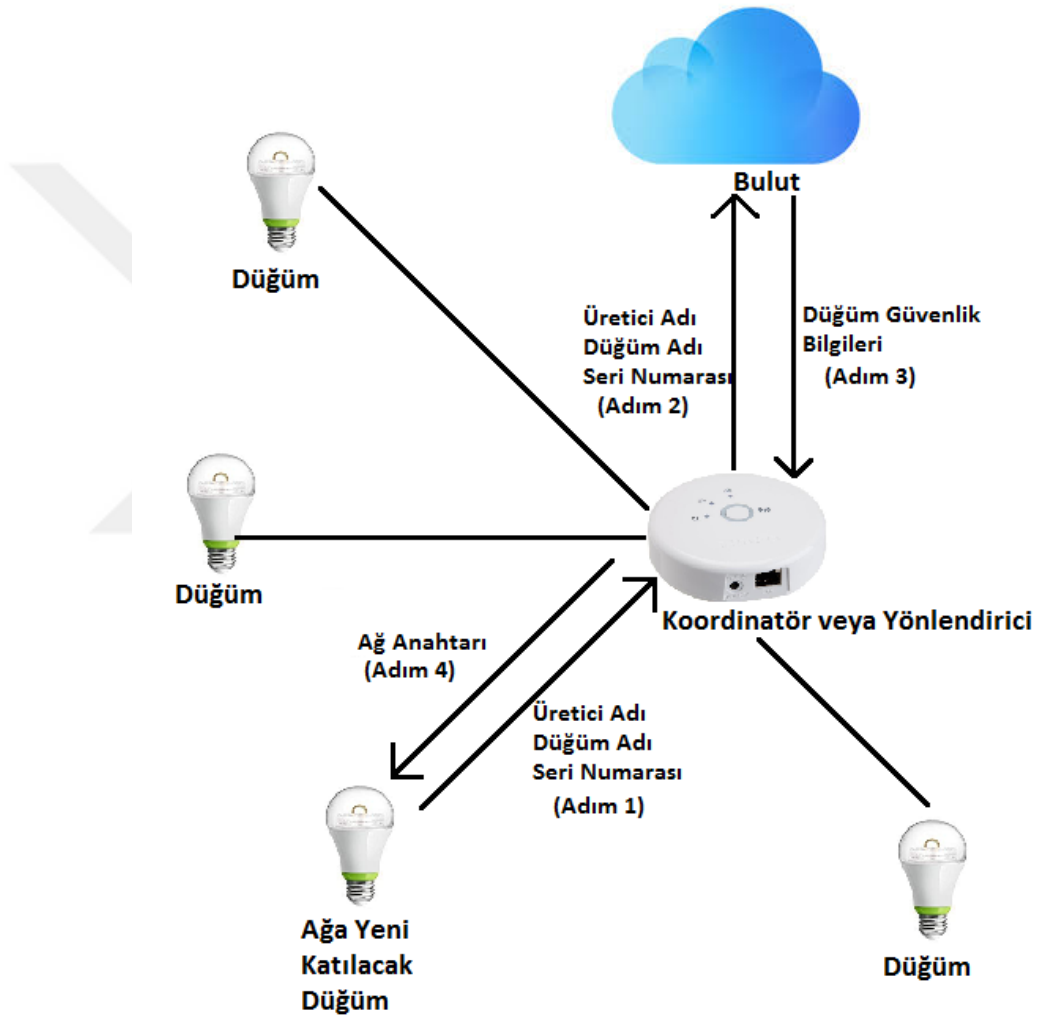 Bulut
Düğüm
Üretici Adı
Düğüm Adı
Seri Numarası
(Adım 2)
Düğüm Güvenlik
Bilgileri
(Adım 3)
Düğüm
Koordinatör veya Yönlendirici
Ağ Anahtarı
(Adım 4)
Üretici Adı
Düğüm Adı
Seri Numarası
(Adım 1)
Ağa Yeni
Katılacak
Düğüm
Düğüm